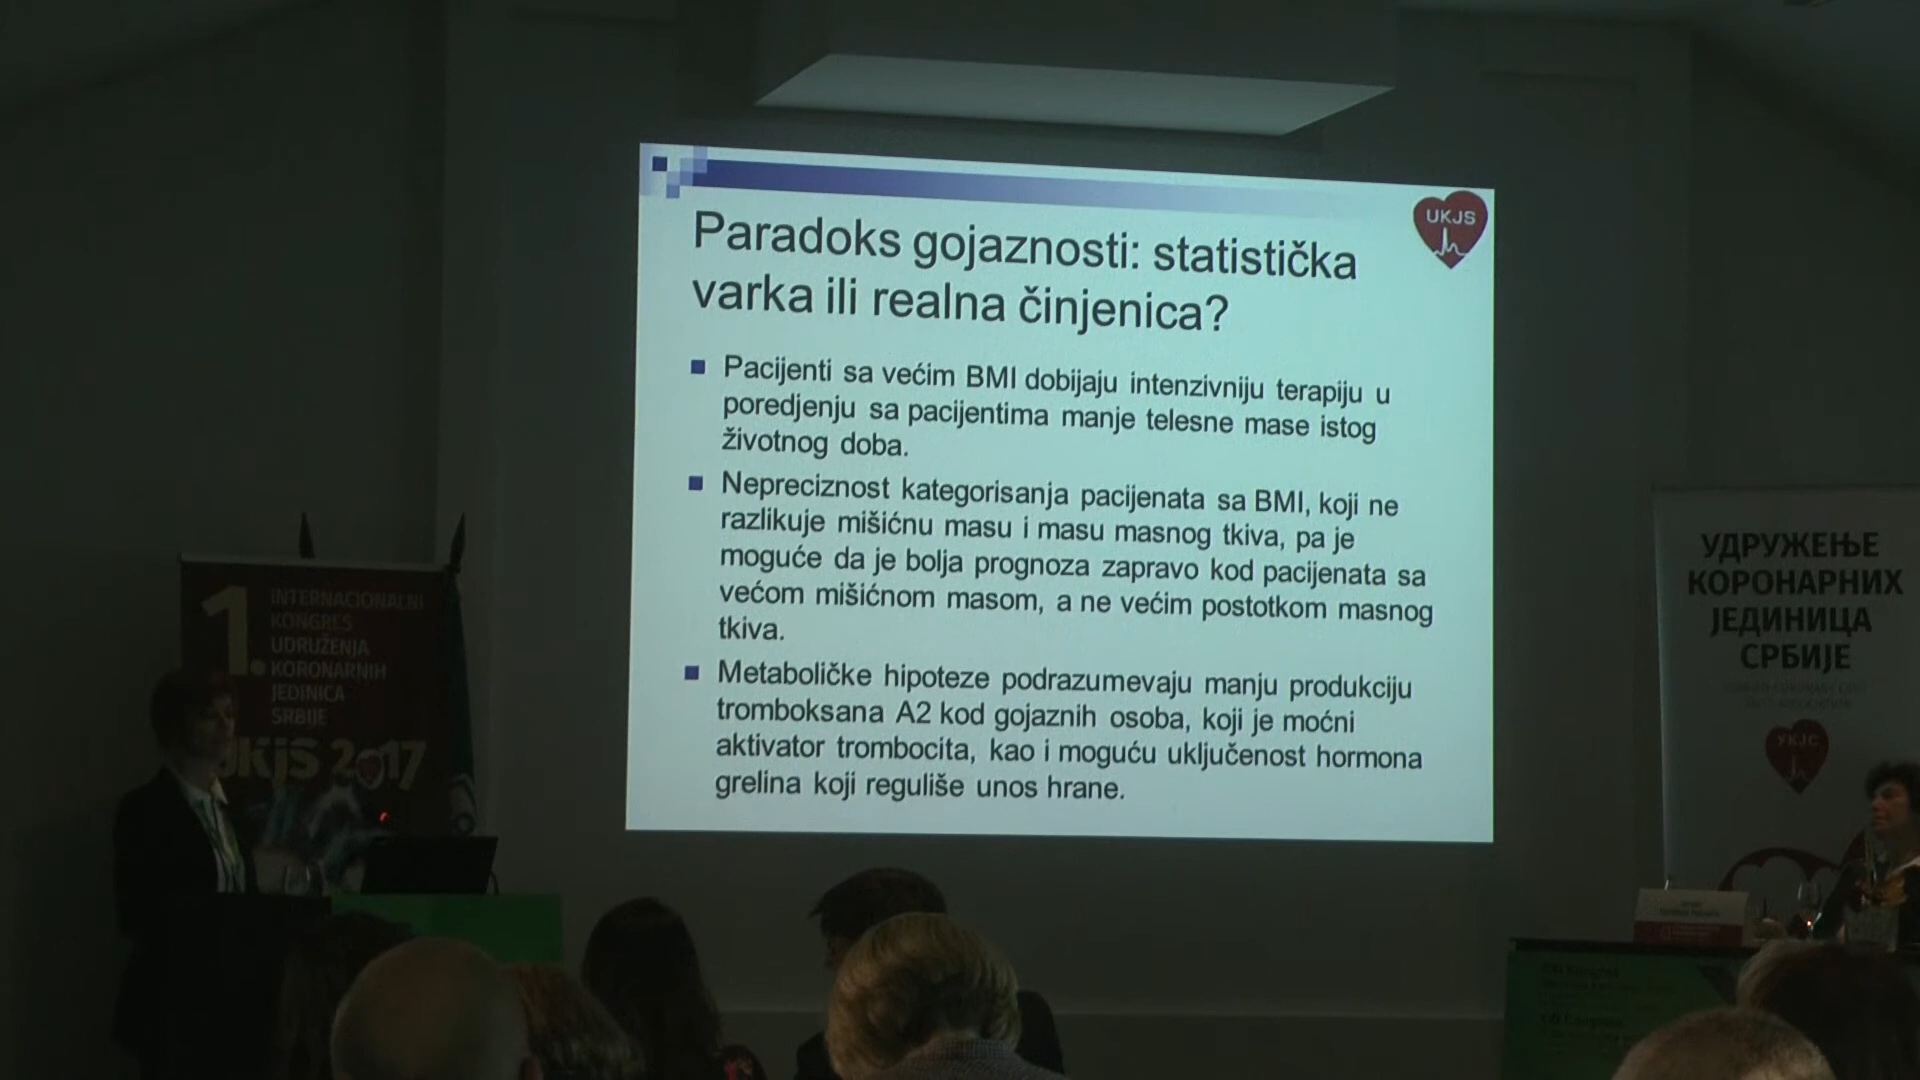 Paradoks gojaznosti: statistička
varka ili realna činjenica?
UKJS
Pacijenti sa većim BMI dobijaju intenzivniju terapiju u
poredjenju sa pacijentima manje telesne mase istog
životnog doba.
Nepreciznost kategorisanja pacijenata sa BMI, koji ne
razlikuje mišićnu masu i masu masnog tkiva, pa je
moguće da je bolja prognoza zapravo kod pacijenata sa
većom mišićnom masom, a ne većim postotkom masnog
tkiva.
Metaboličke hipoteze podrazumevaju manju produkciju
tromboksana A2 kod gojaznih osoba, koji je moćni
aktivator trombocita, kao i moguću uključenost hormona
grelina koji reguliše unos hrane.
1.
INTERNACIONALNI
KONGRES
UDRUŽENJA
KORONARNIH
JEDINICA
SRBIJE
UKJS 2017
УДРУЖЕЊЕ
КОРОНАРНИХ
ЈЕДИНИЦА
СРБИЈЕ
УКЈС